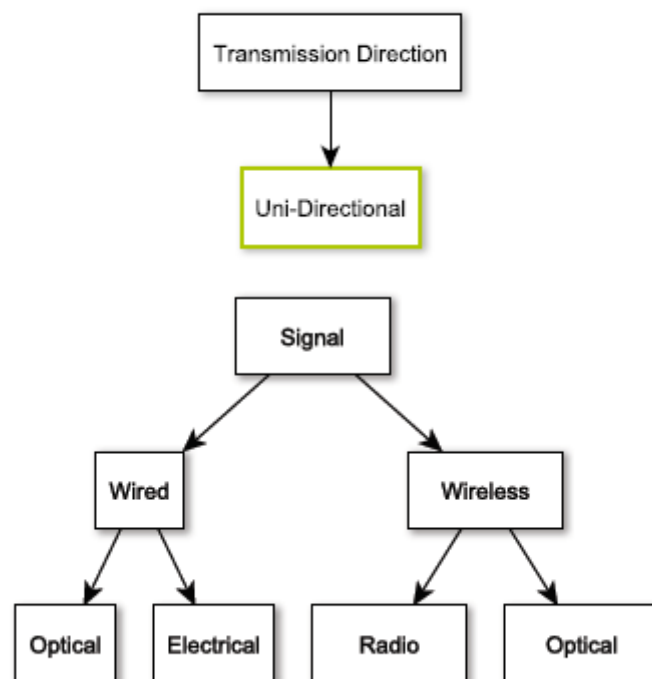 Transmission Direction
Uni-Directional
Signal
Wired
Wireless
Optical
Electrical
Radio
Optical